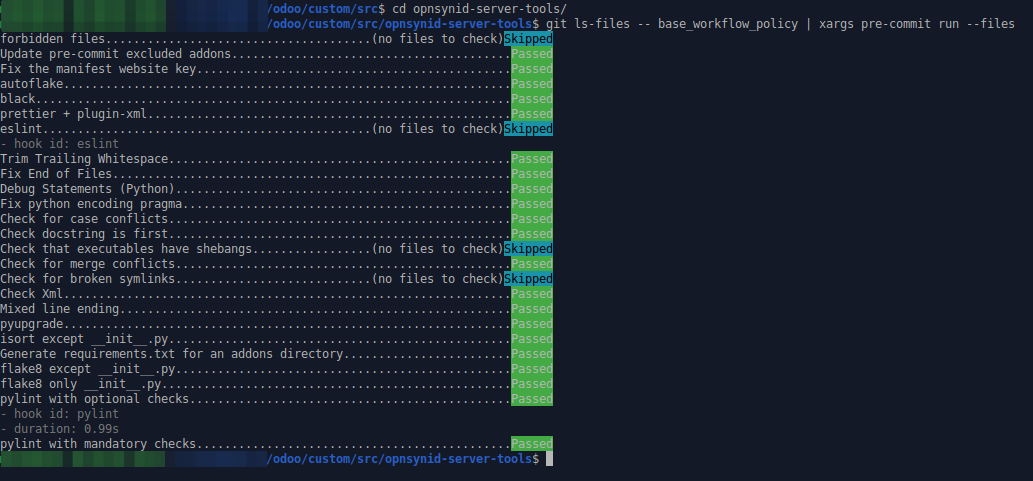 /odoo/custom/src$ cd opnsynid-server-tools/
/odoo/custom/src/opnsynid-server-tools$ git ls-files -- base_workflow_policy | xargs pre-commit run --files
forbidden files......................................(no files to check)Skipped
Update pre-commit excluded addons........................................Passed
Fix the manifest website key.............................................Passed
autoflake................................................................Passed
black....................................................................Passed
prettier + plugin-xml....................................................Passed
eslint...............................................(no files to check)Skipped
- hook id: eslint
Trim Trailing Whitespace.................................................Passed
Fix End of Files.........................................................Passed
Debug Statements (Python)................................................Passed
Fix python encoding pragma...............................................Passed
Check for case conflicts.................................................Passed
Check docstring is first.................................................Passed
Check that executables have shebangs.................(no files to check)Skipped
Check for merge conflicts................................................Passed
Check for broken symlinks............................(no files to check)Skipped
Check Xml................................................................Passed
Mixed line ending........................................................Passed
pyupgrade................................................................Passed
isort except __init__.py.................................................Passed
Generate requirements.txt for an addons directory........................Passed
flake8 except __init__.py................................................Passed
flake8 only __init__.py..................................................Passed
pylint with optional checks..............................................Passed
- hook id: pylint
- duration: 0.99s
pylint with mandatory checks.............................................Passed
/odoo/custom/src/opnsynid-server-tools$